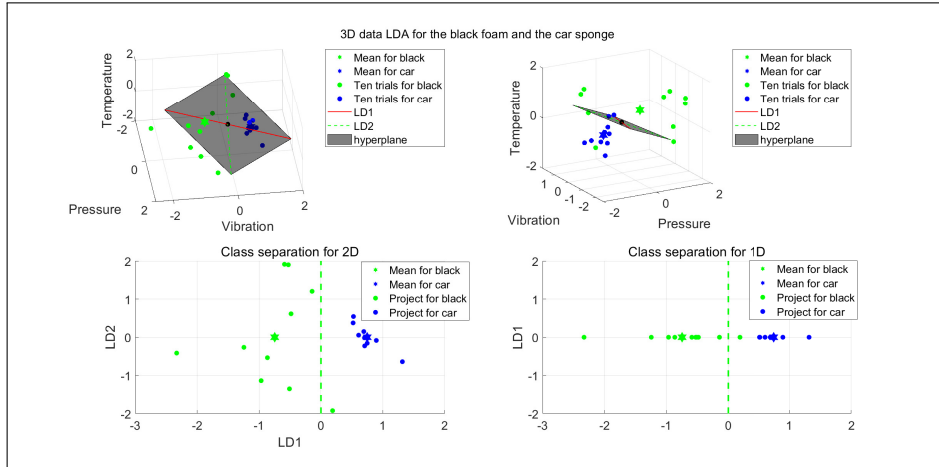 3D data LDA for the black foam and the car sponge
2
0
-2
Temperature
-2
0
2
Pressure
-2
0
2
Vibration
Mean for black
Mean for car
Ten trials for black
Ten trials for car
LD1
LD2
hyperplane
2
0
-2
Temperature
1
0
-1
-2
Vibration
-2
0
2
Pressure
Mean for black
Mean for car
Ten trials for black
Ten trials for car
LD1
LD2
hyperplane
Class separation for 2D
2
1
0
-1
-2
LD2
-3
-2
-1
0
1
2
LD1
Mean for black
Mean for car
Project for black
Project for car
Class separation for 1D
2
1
0
-1
-2
LD1
-3
-2
-1
0
1
2
Mean for black
Mean for car
Project for black
Project for car